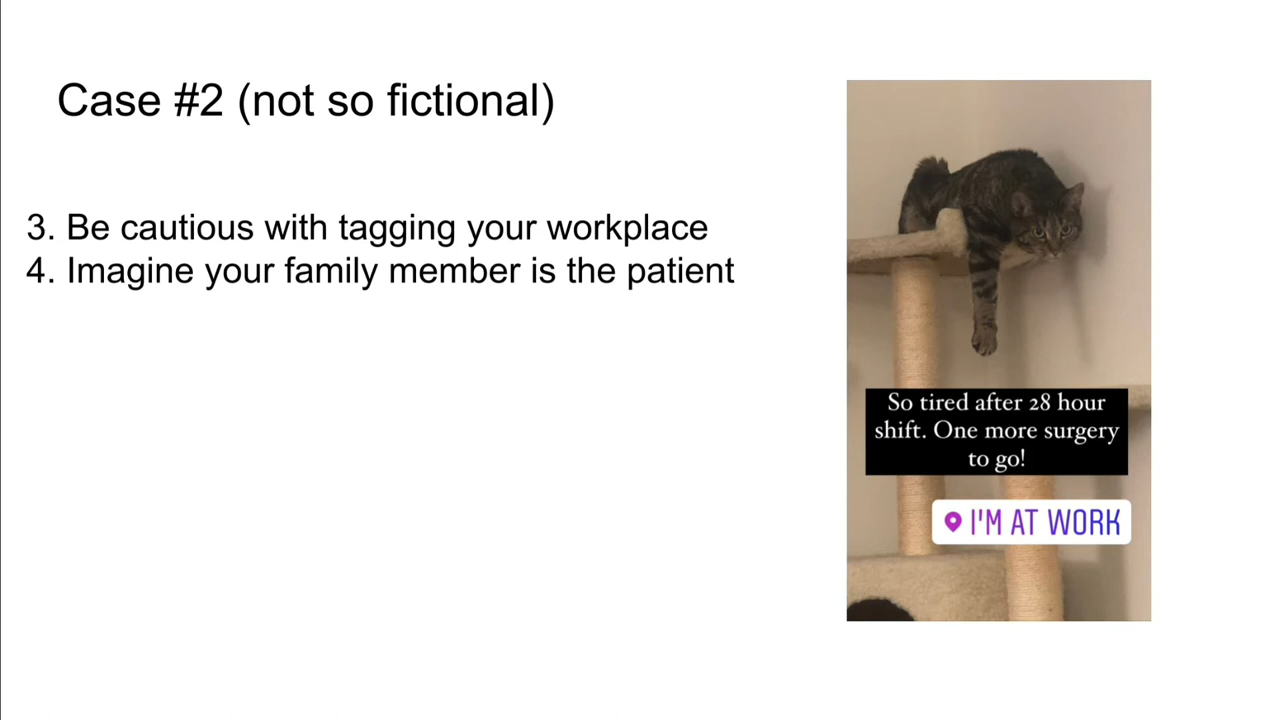 Case #2 (not so fictional)
3. Be cautious with tagging your workplace
4. Imagine your family member is the patient
So tired after 28 hour
shift. One more surgery
to go!
I'M AT WORK